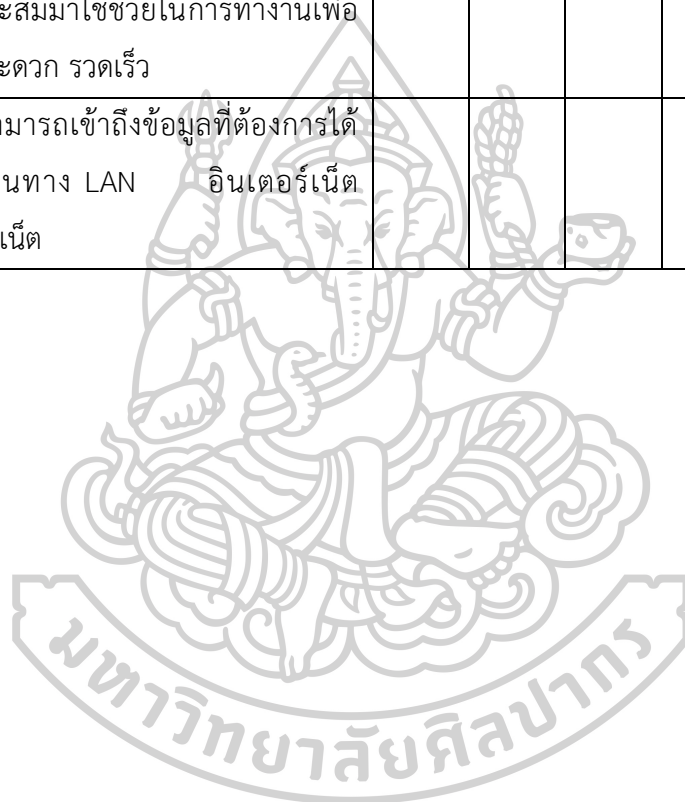 ะสมมาใช้ช่วยในการทำงานเพื่อ
ะดวก รวดเร็ว
ามารถเข้าถึงข้อมูลที่ต้องการได้
นทาง LAN อินเตอร์เน็ต
เน็ต
มหาวิทยาลัยศิลปากร